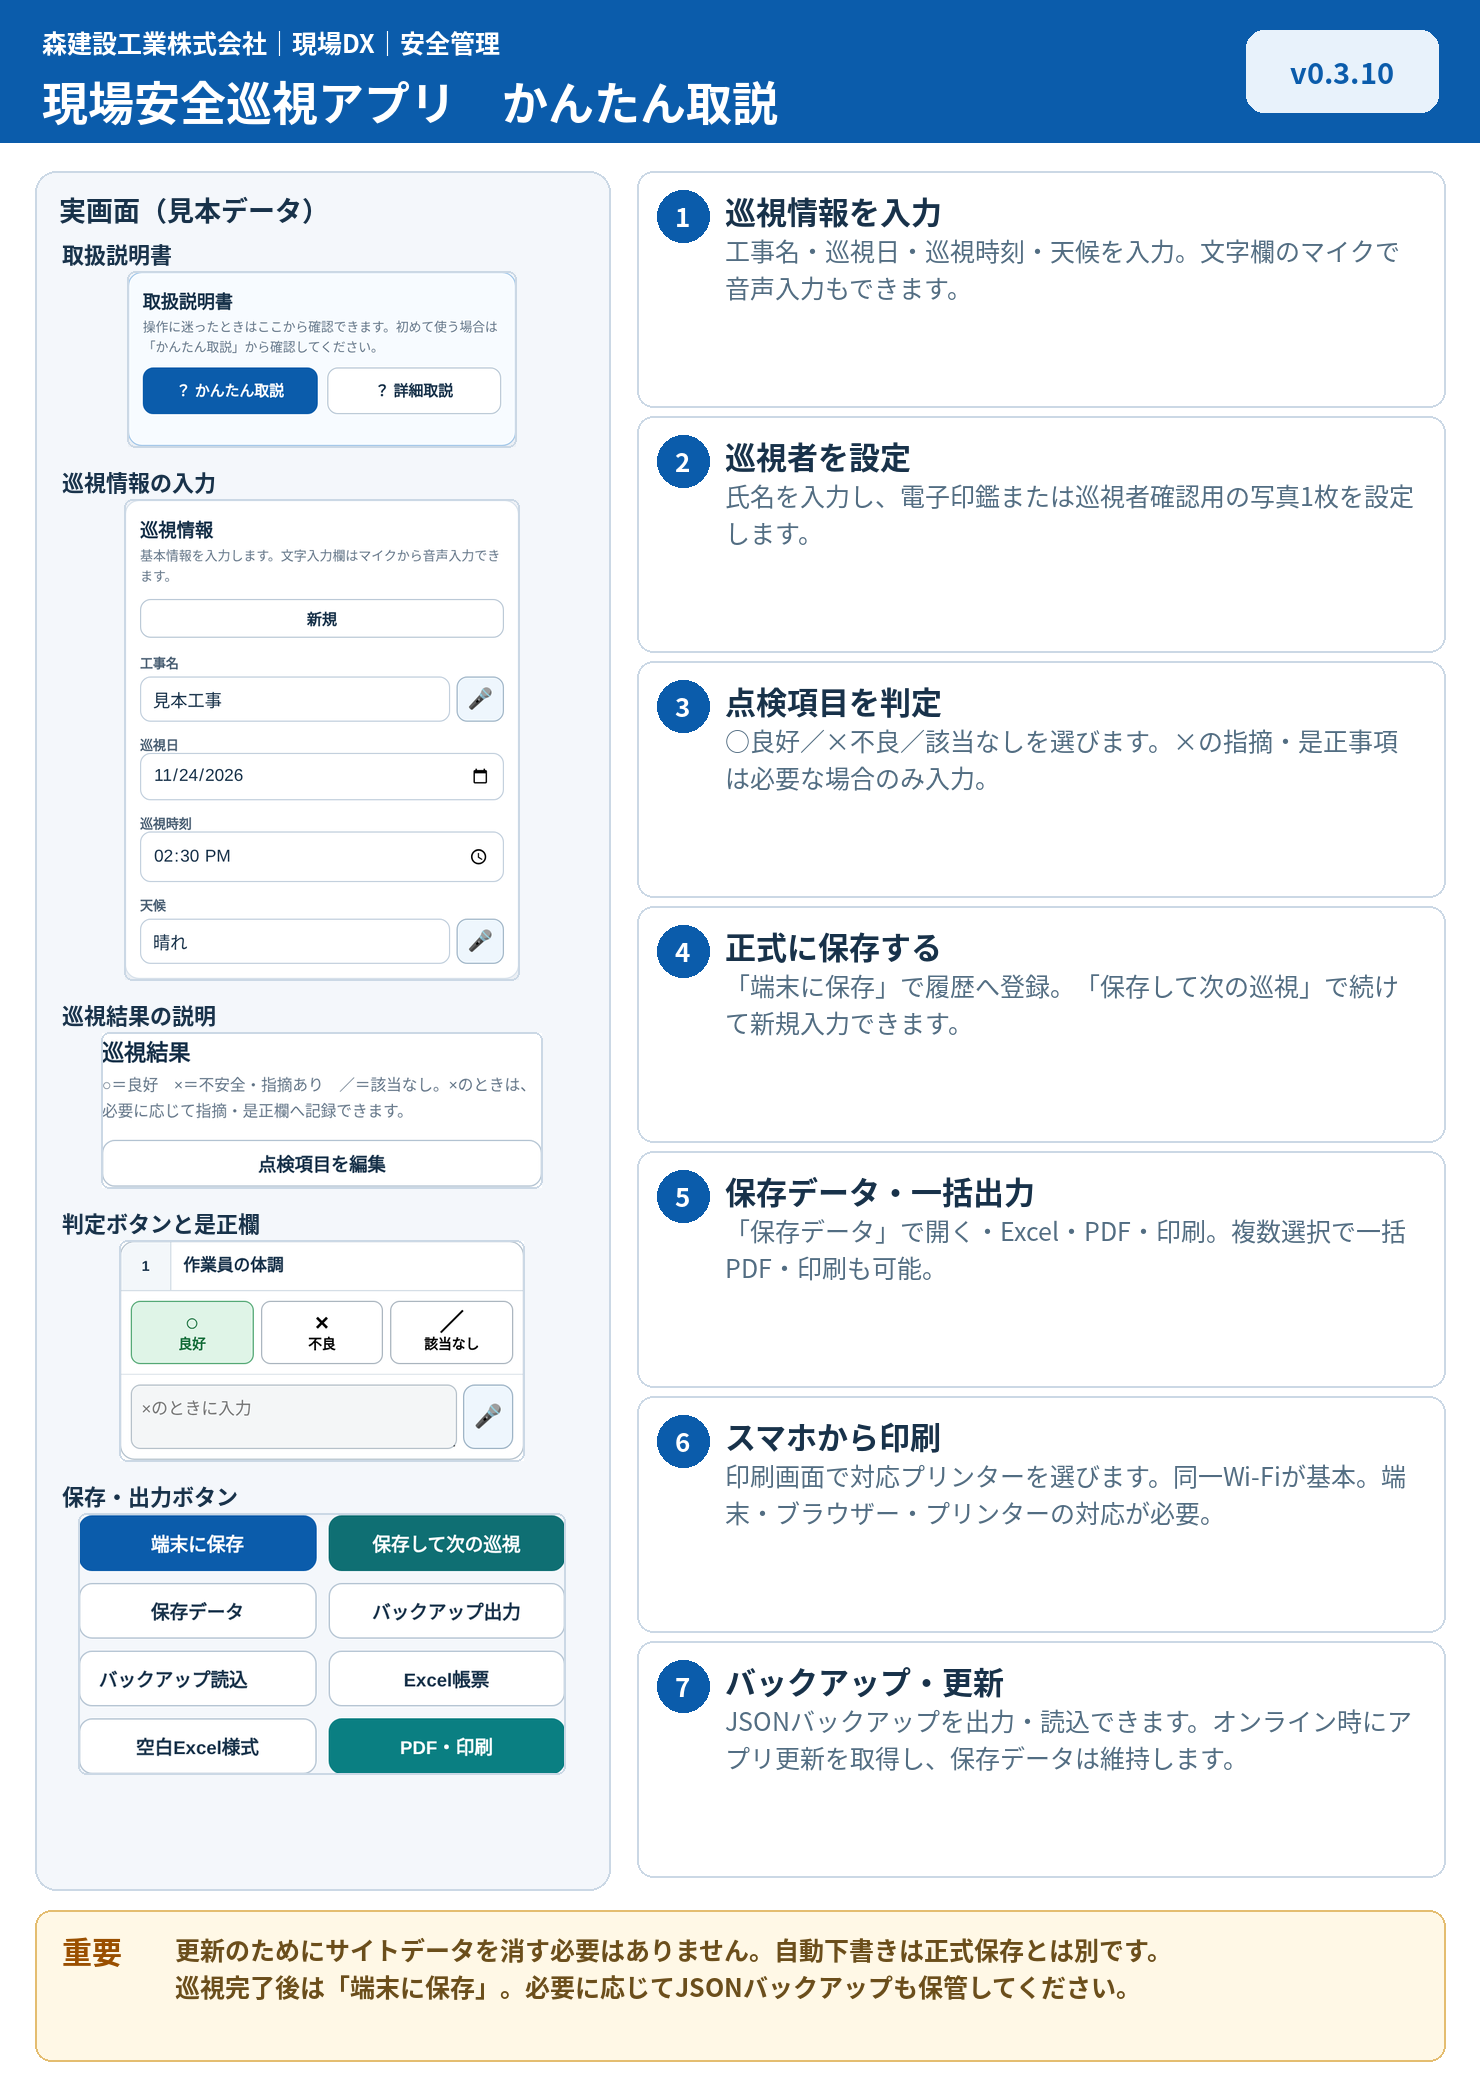 森建設工業株式会社｜現場DX｜安全管理
現場安全巡視アプリ　かんたん取説
v0.3.10
実画面（見本データ）
取扱説明書
取扱説明書
操作に迷ったときはここから確認できます。初めて使う場合は
「かんたん取説」から確認してください。
？ かんたん取説
？ 詳細取説
巡視情報の入力
巡視情報
基本情報を入力します。文字入力欄はマイクから音声入力でき
ます。
新規
工事名
見本工事
巡視日
11/24/2026
巡視時刻
02:30 PM
天候
晴れ
巡視結果の説明
巡視結果
○＝良好　×＝不安全・指摘あり　／＝該当なし。×のときは、
必要に応じて指摘・是正欄へ記録できます。
点検項目を編集
判定ボタンと是正欄
1 作業員の体調
○ × ／
良好 不良 該当なし
×のときに入力
保存・出力ボタン
端末に保存
保存して次の巡視
保存データ
バックアップ出力
バックアップ読込
Excel帳票
空白Excel様式
PDF・印刷
1 巡視情報を入力
工事名・巡視日・巡視時刻・天候を入力。文字欄のマイクで
音声入力もできます。
2 巡視者を設定
氏名を入力し、電子印鑑または巡視者確認用の写真1枚を設定
します。
3 点検項目を判定
○良好／×不良／該当なしを選びます。×の指摘・是正事項
は必要な場合のみ入力。
4 正式に保存する
「端末に保存」で履歴へ登録。「保存して次の巡視」で続け
て新規入力できます。
5 保存データ・一括出力
「保存データ」で開く・Excel・PDF・印刷。複数選択で一括
PDF・印刷も可能。
6 スマホから印刷
印刷画面で対応プリンターを選びます。同一Wi-Fiが基本。端
末・ブラウザー・プリンターの対応が必要。
7 バックアップ・更新
JSONバックアップを出力・読込できます。オンライン時にア
プリ更新を取得し、保存データは維持します。
重要
更新のためにサイトデータを消す必要はありません。自動下書きは正式保存とは別です。
巡視完了後は「端末に保存」。必要に応じてJSONバックアップも保管してください。